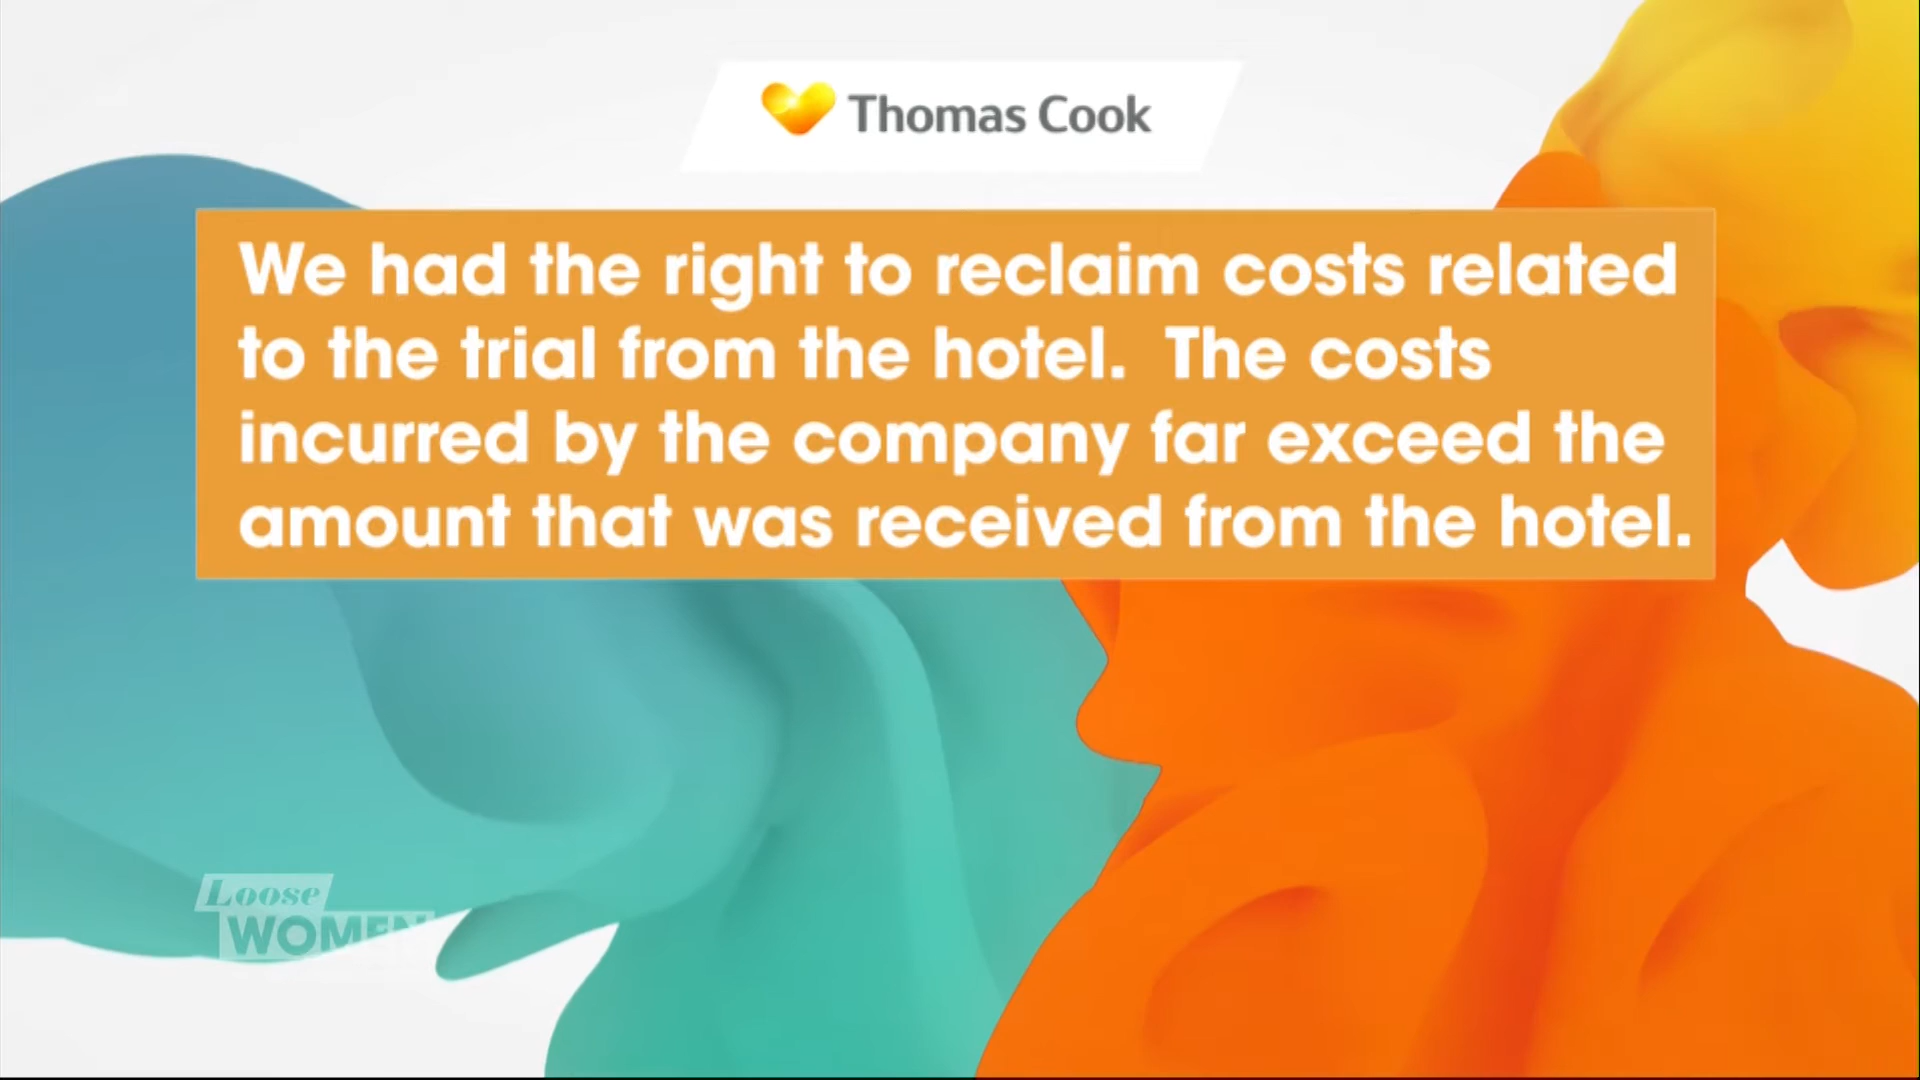 Thomas Cook
We had the right to reclaim costs related
to the trial from the hotel.  The costs
incurred by the company far exceed the
amount that was received from the hotel.
Loose
WOMEN